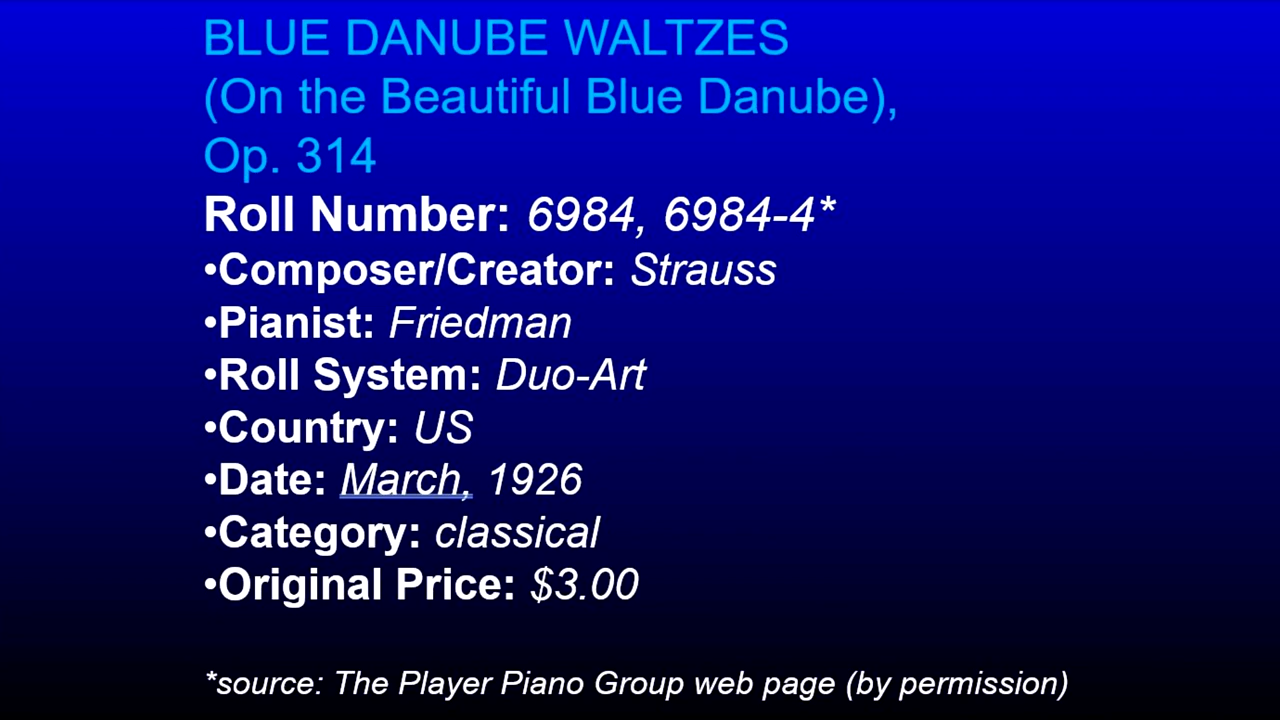 BLUE DANUBE WALTZES
(On the Beautiful Blue Danube),
Op. 314
Roll Number: 6984, 6984-4*
•Composer/Creator: Strauss
•Pianist: Friedman
•Roll System: Duo-Art
•Country: US
•Date: March, 1926
•Category: classical
•Original Price: $3.00
*source: The Player Piano Group web page (by permission)